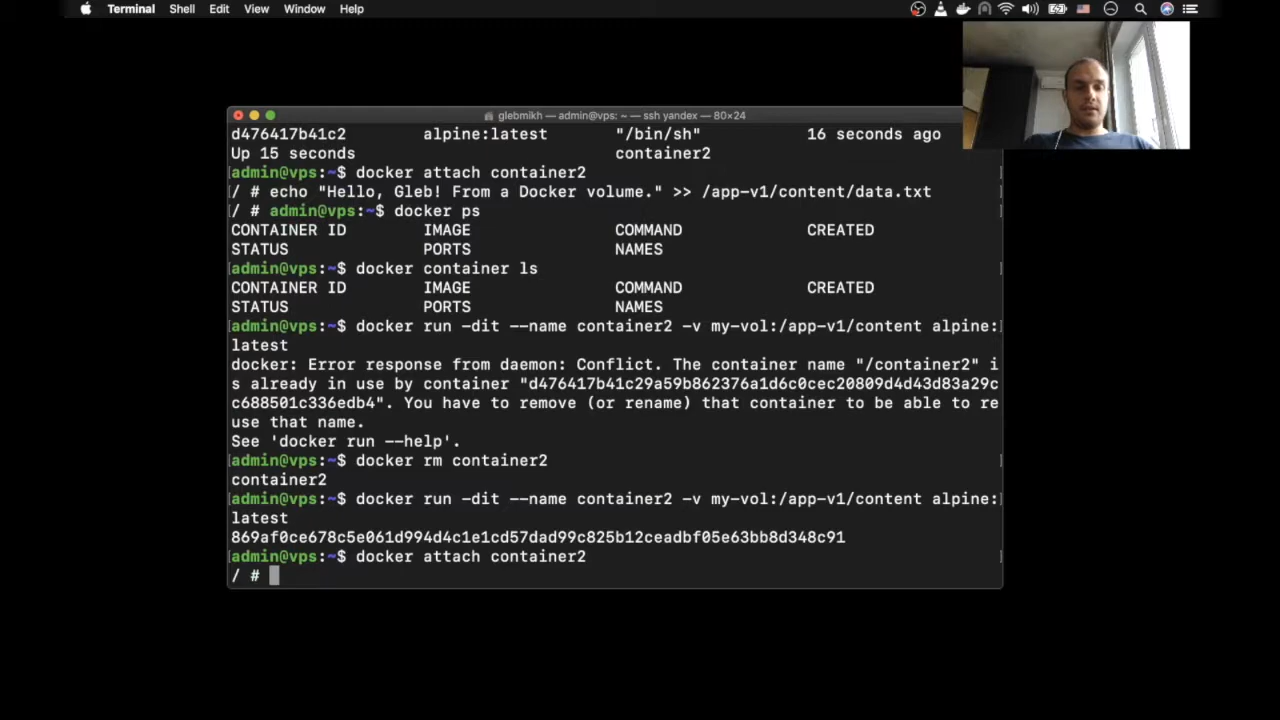 Terminal Shell Edit View Window Help
glebmikh — admin@vps: ~ — ssh yandex — 80×24
d476417b41c2 alpine:latest "/bin/sh" 16 seconds ago
Up 15 seconds container2
admin@vps:~$ docker attach container2
/ # echo "Hello, Gleb! From a Docker volume." >> /app-v1/content/data.txt
/ # admin@vps:~$ docker ps
CONTAINER ID IMAGE COMMAND CREATED
STATUS PORTS NAMES
admin@vps:~$ docker container ls
CONTAINER ID IMAGE COMMAND CREATED
STATUS PORTS NAMES
admin@vps:~$ docker run -dit --name container2 -v my-vol:/app-v1/content alpine:
latest
docker: Error response from daemon: Conflict. The container name "/container2" i
s already in use by container "d476417b41c29a59b862376a1d6c0cec20809d4d43d83a29c
c688501c336edb4". You have to remove (or rename) that container to be able to re
use that name.
See 'docker run --help'.
admin@vps:~$ docker rm container2
container2
admin@vps:~$ docker run -dit --name container2 -v my-vol:/app-v1/content alpine:
latest
869af0ce678c5e061d994d4c1e1cd57dad99c825b12ceadbf05e63bb8d348c91
admin@vps:~$ docker attach container2
/ #